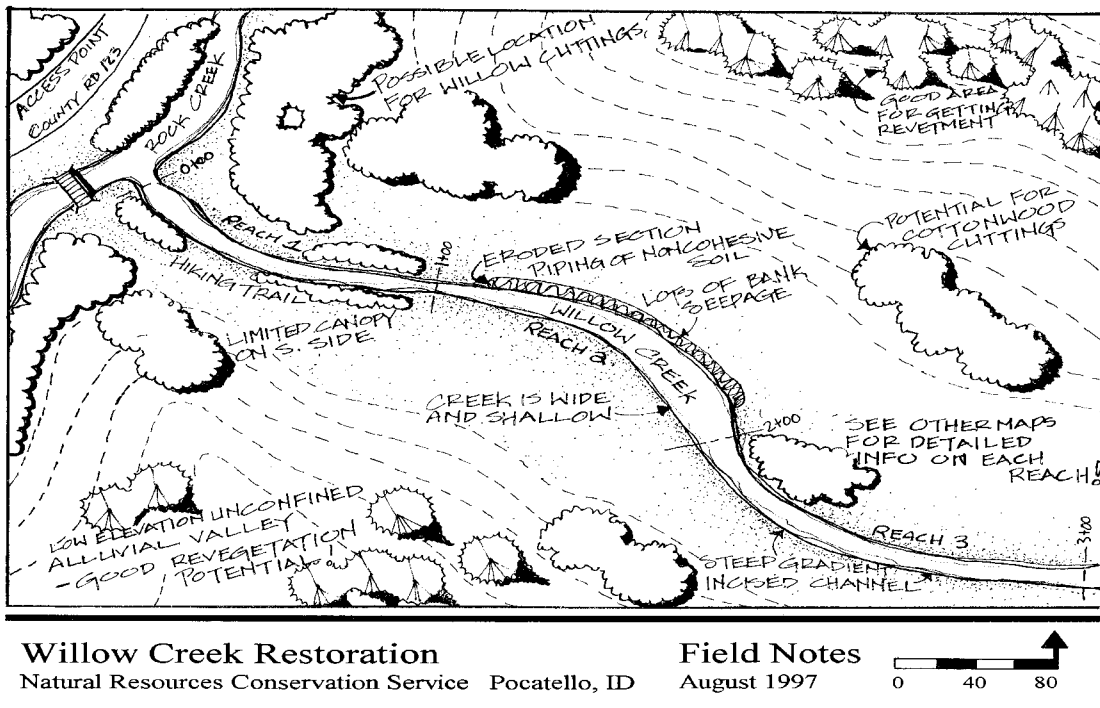 ACCESS POINT
COUNTY RD 123
ROCK CREEK
0+00
POSSIBLE LOCATION
FOR WILLOW CUTTINGS
GOOD AREA
FOR GETTING
REVETMENT
REACH 1
1+00
HIKING TRAIL
LIMITED CANOPY
ON S. SIDE
ERODED SECTION
PIPING OF NONCOHESIVE
SOIL
LOTS OF BANK
SEEPAGE
POTENTIAL FOR
COTTONWOOD
CUTTINGS
WILLOW CREEK
REACH 2
CREEK IS WIDE
AND SHALLOW
2+00
SEE OTHER MAPS
FOR DETAILED
INFO ON EACH
REACH!
LOW ELEVATION UNCONFINED
ALLUVIAL VALLEY
- GOOD REVEGETATION
POTENTIAL
REACH 3
3+00
STEEP GRADIENT
INCISED CHANNEL
Willow Creek Restoration
Natural Resources Conservation Service Pocatello, ID
Field Notes
August 1997
0 40 80